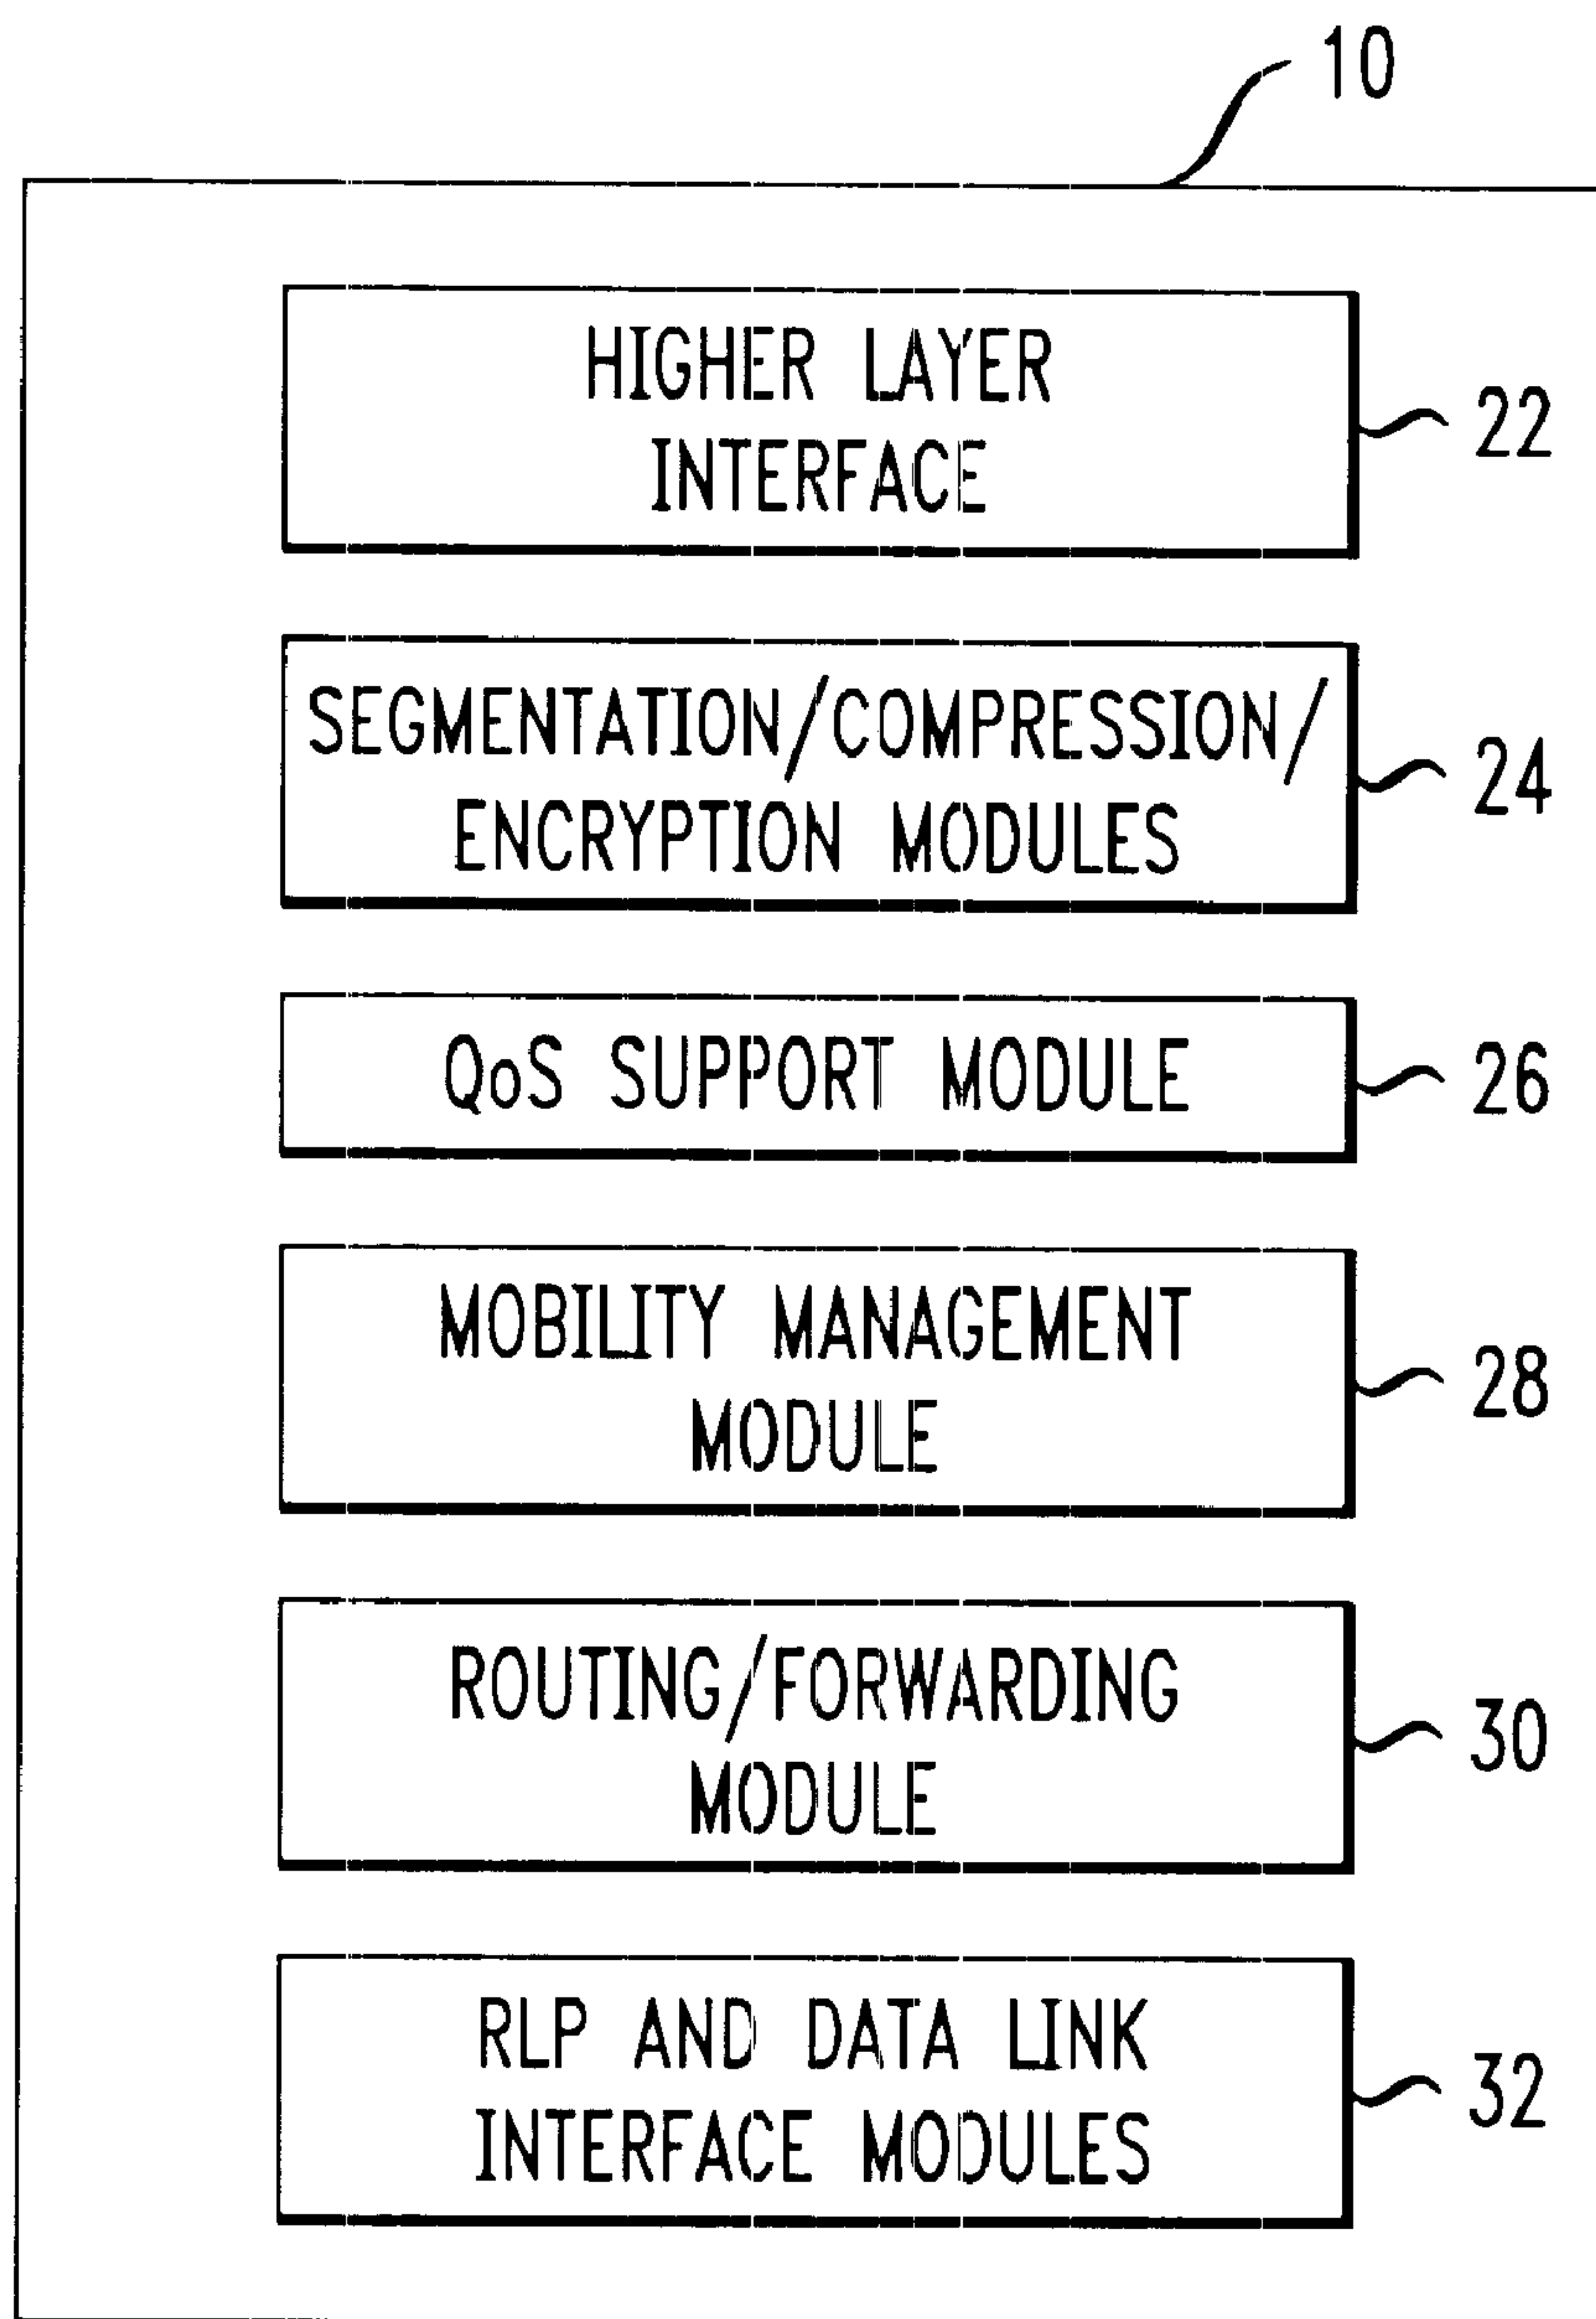 10
HIGHER LAYER
INTERFACE
22
SEGMENTATION/COMPRESSION/
ENCRYPTION MODULES
24
QoS SUPPORT MODULE
26
MOBILITY MANAGEMENT
MODULE
28
ROUTING/FORWARDING
MODULE
30
RLP AND DATA LINK
INTERFACE MODULES
32